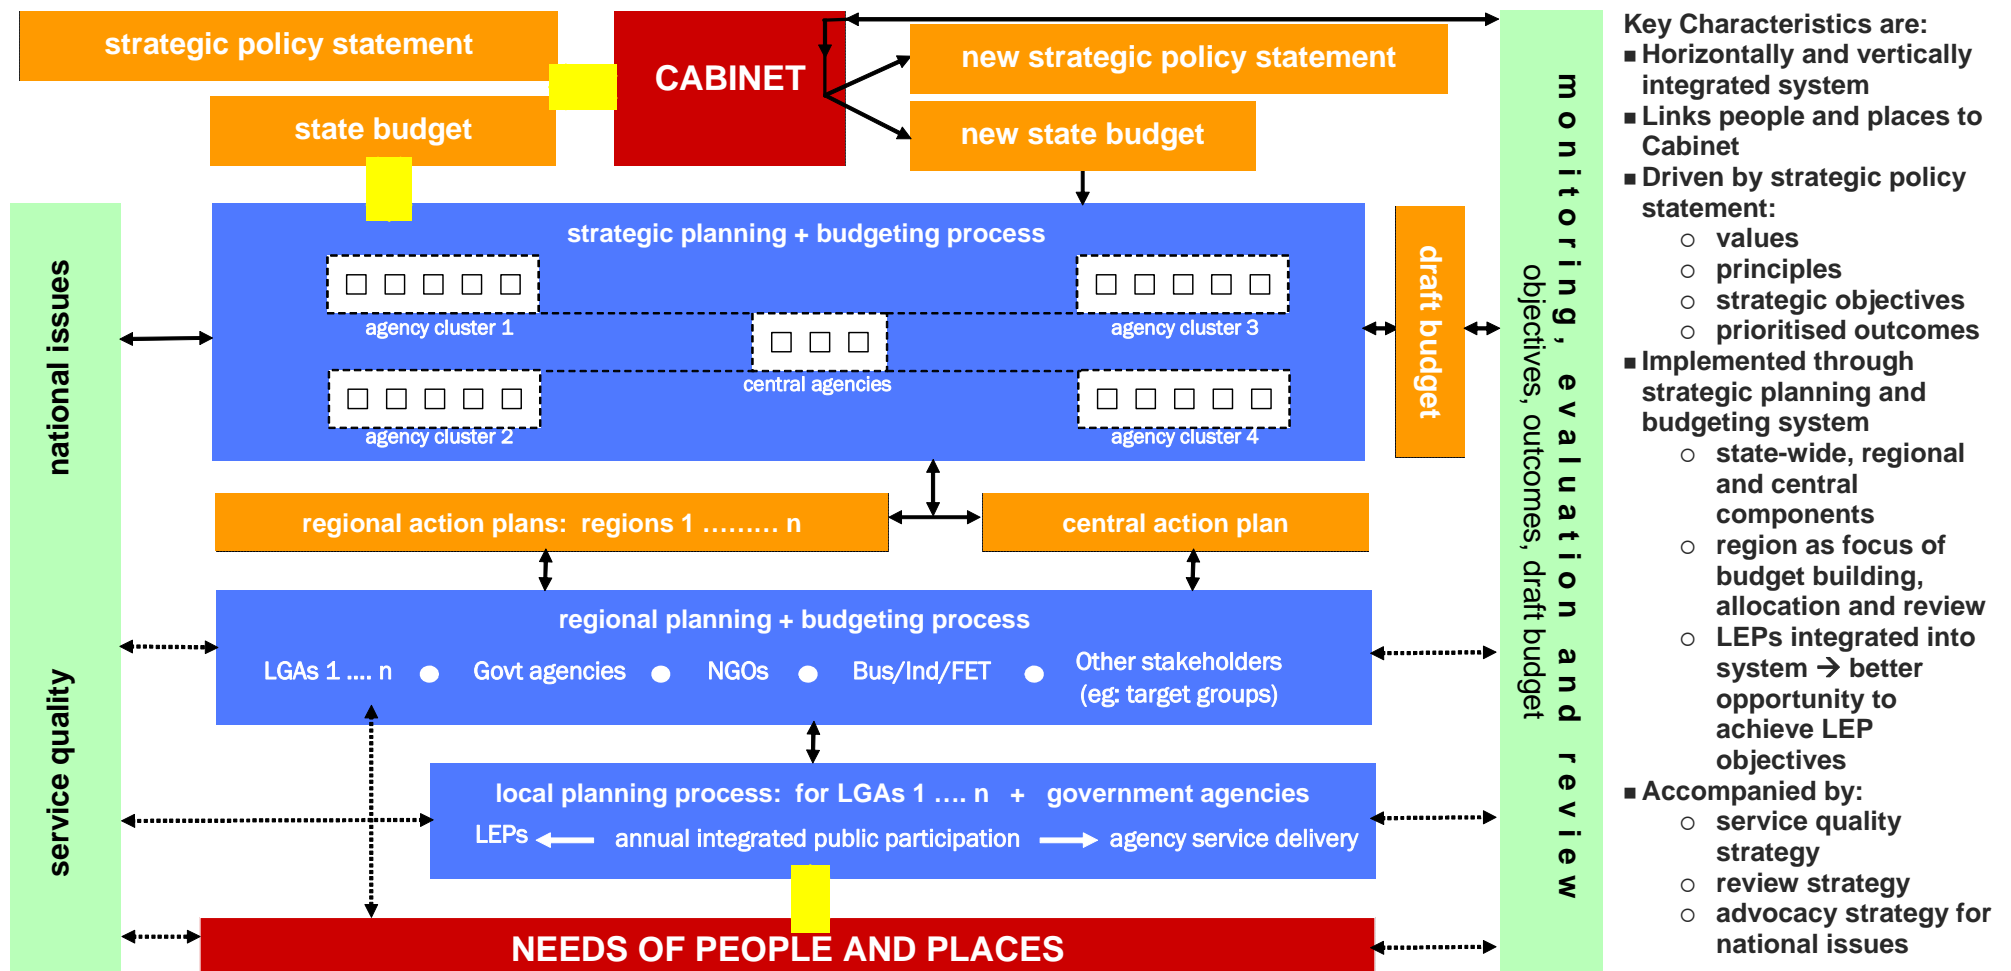 strategic policy statement
CABINET
new strategic policy statement
state budget
new state budget
national issues
service quality
strategic planning + budgeting process
agency cluster 1
agency cluster 3
central agencies
agency cluster 2
agency cluster 4
draft budget
regional action plans:  regions 1 ……… n
central action plan
regional planning + budgeting process
LGAs 1 .... n ● Govt agencies ● NGOs ● Bus/Ind/FET ● Other stakeholders
(eg: target groups)
local planning process:  for LGAs 1 …. n  +  government agencies
LEPs ← annual integrated public participation → agency service delivery
NEEDS OF PEOPLE AND PLACES
monitoring, evaluation and review
objectives, outcomes, draft budget
Key Characteristics are:
■ Horizontally and vertically
integrated system
■ Links people and places to
Cabinet
■ Driven by strategic policy
statement:
○ values
○ principles
○ strategic objectives
○ prioritised outcomes
■ Implemented through
strategic planning and
budgeting system
○ state-wide, regional
and central
components
○ region as focus of
budget building,
allocation and review
○ LEPs integrated into
system → better
opportunity to
achieve LEP
objectives
■ Accompanied by:
○ service quality
strategy
○ review strategy
○ advocacy strategy for
national issues